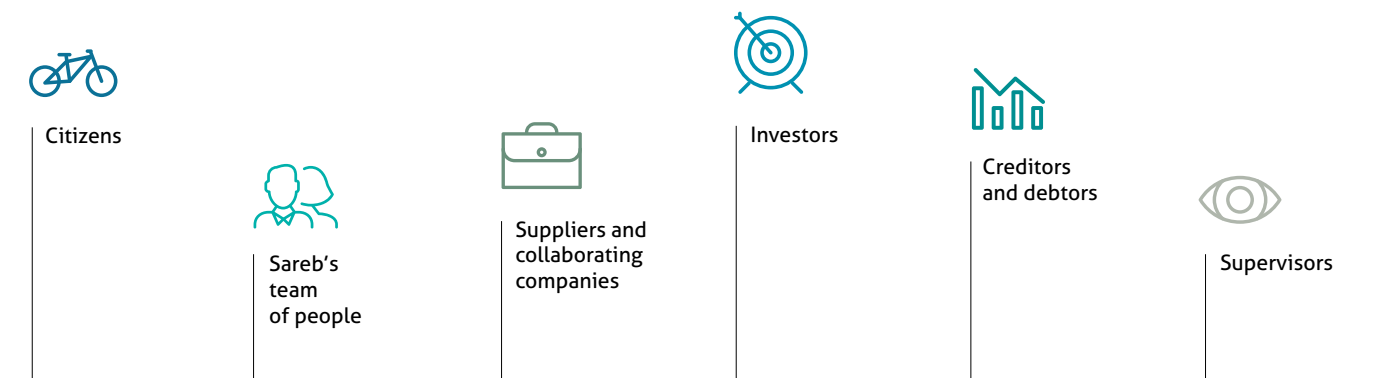 Citizens
Sareb's
team
of people
Suppliers and
collaborating
companies
Investors
Creditors
and debtors
Supervisors